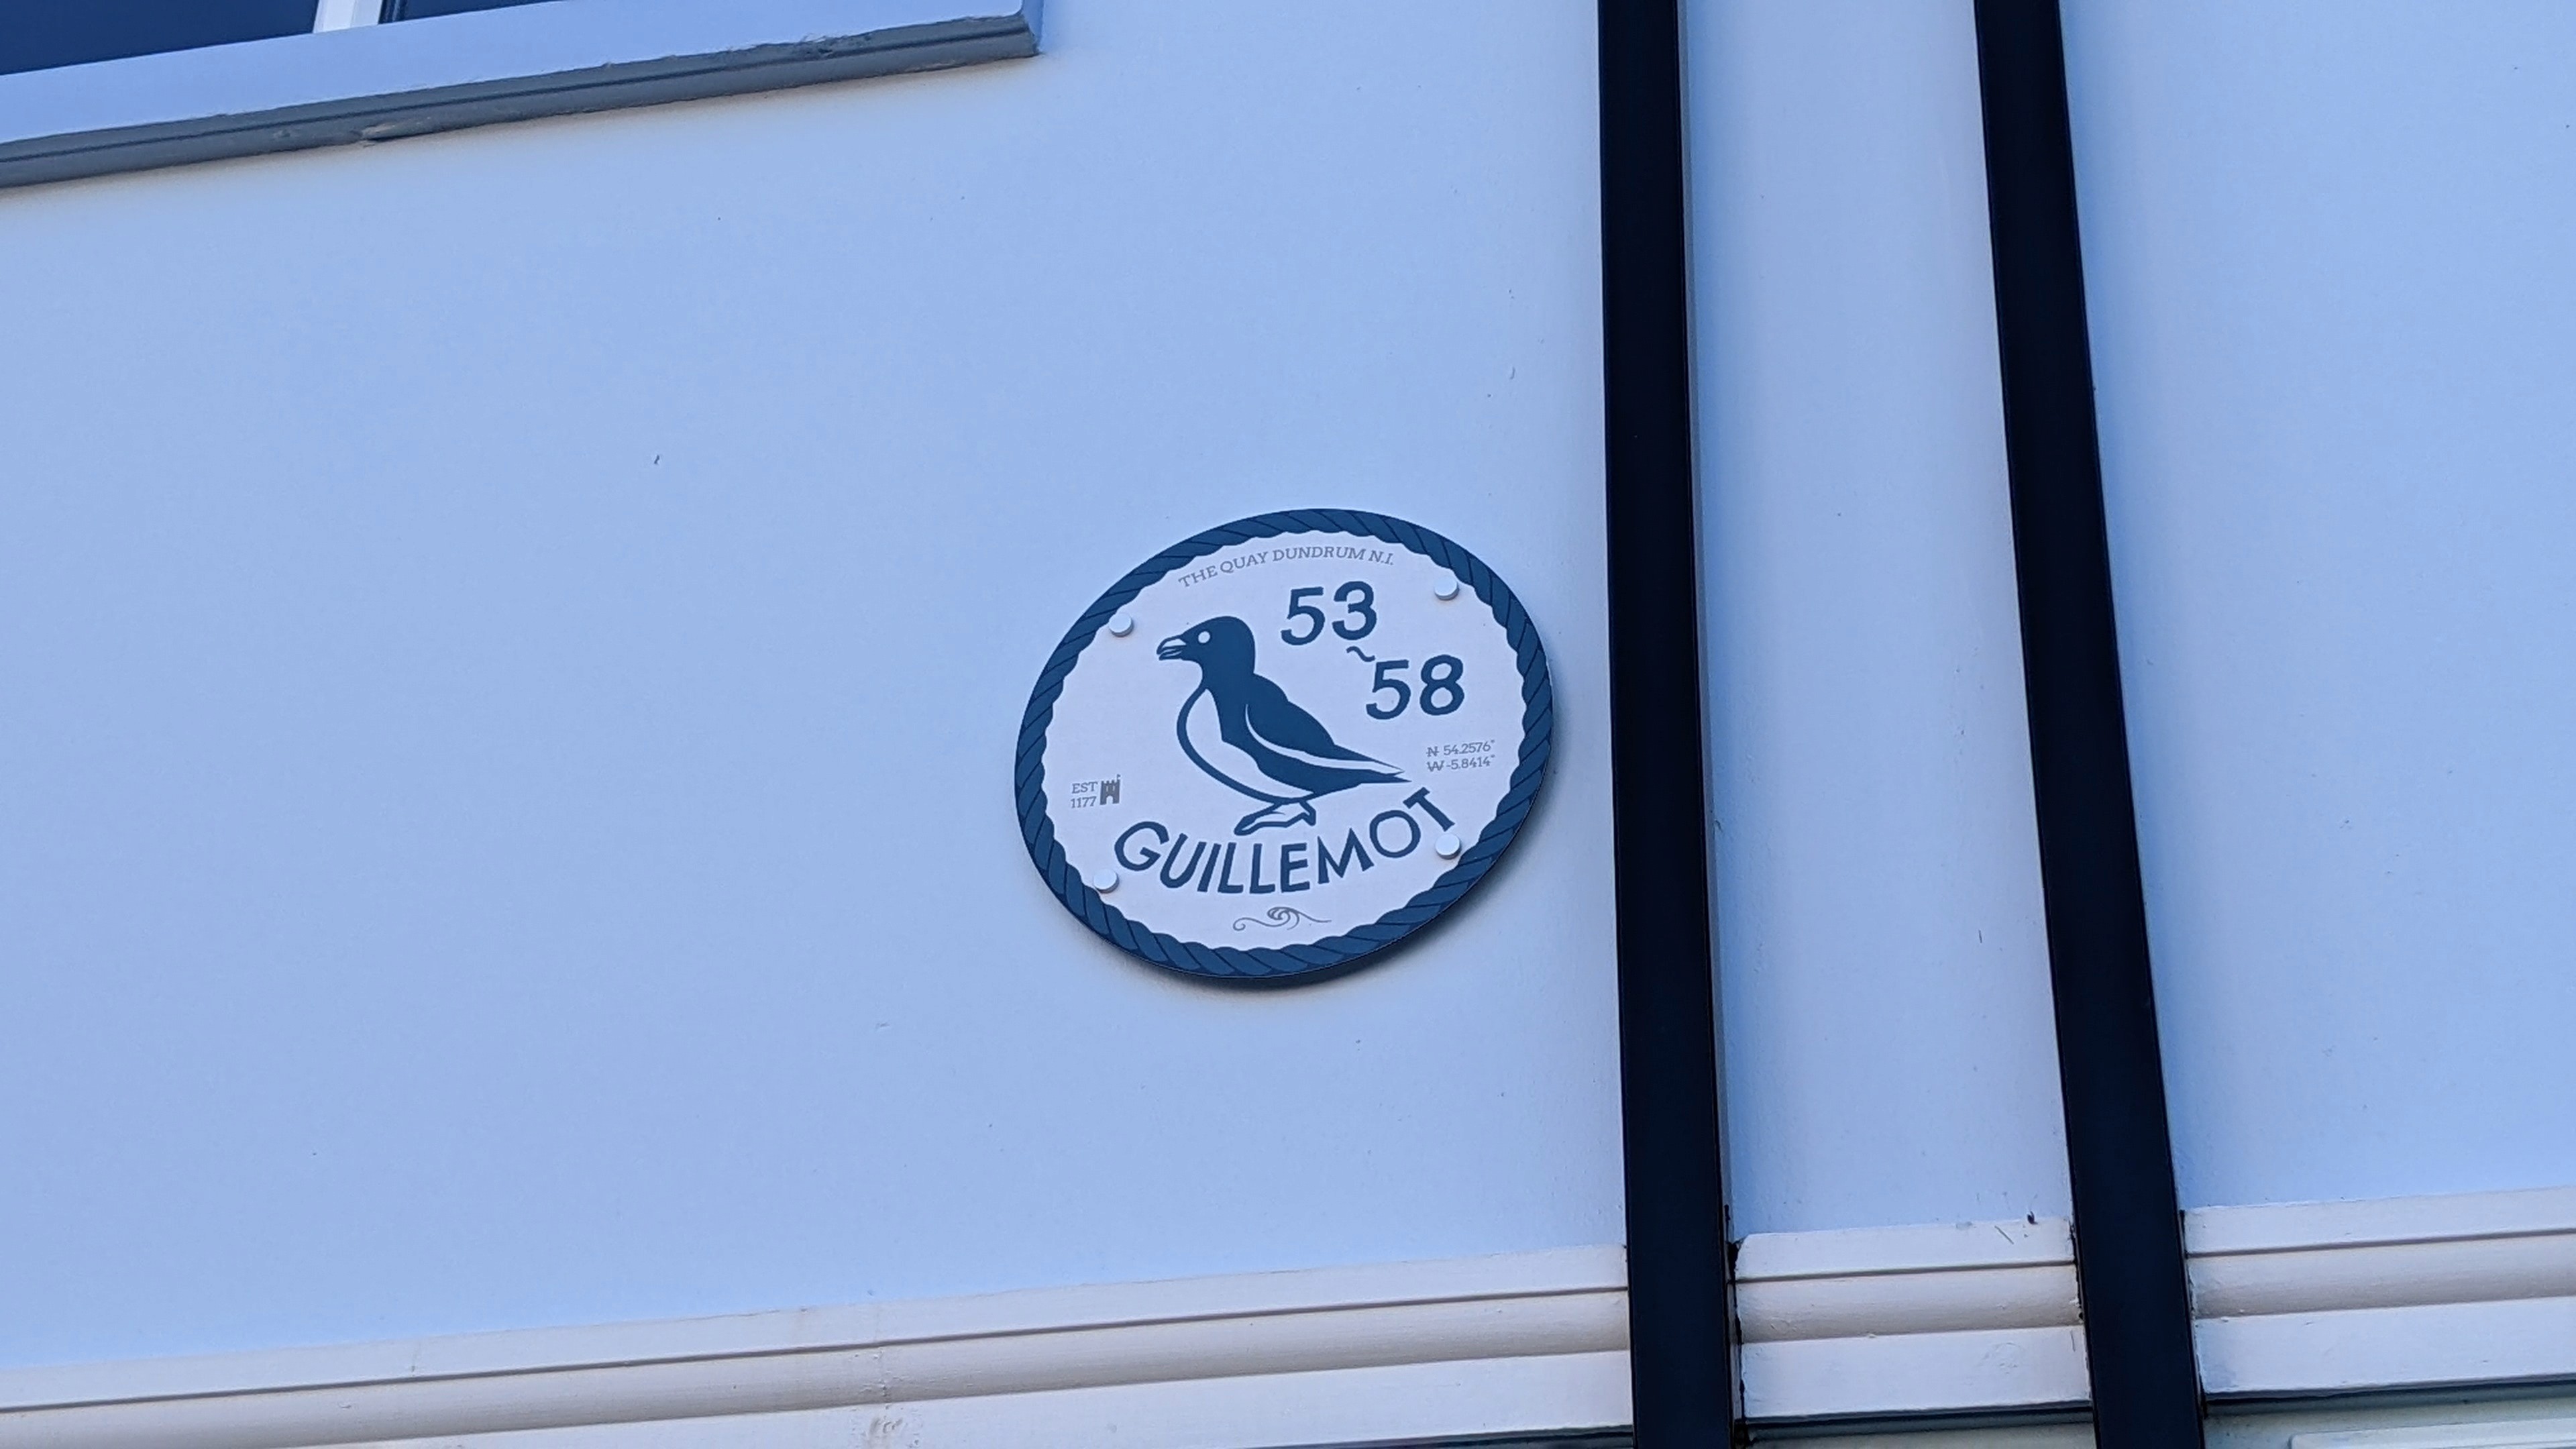 THE QUAY DUNDRUM N.I.
53
~
58
N 54.2576°
W -5.8414°
EST
1177
GUILLEMOT